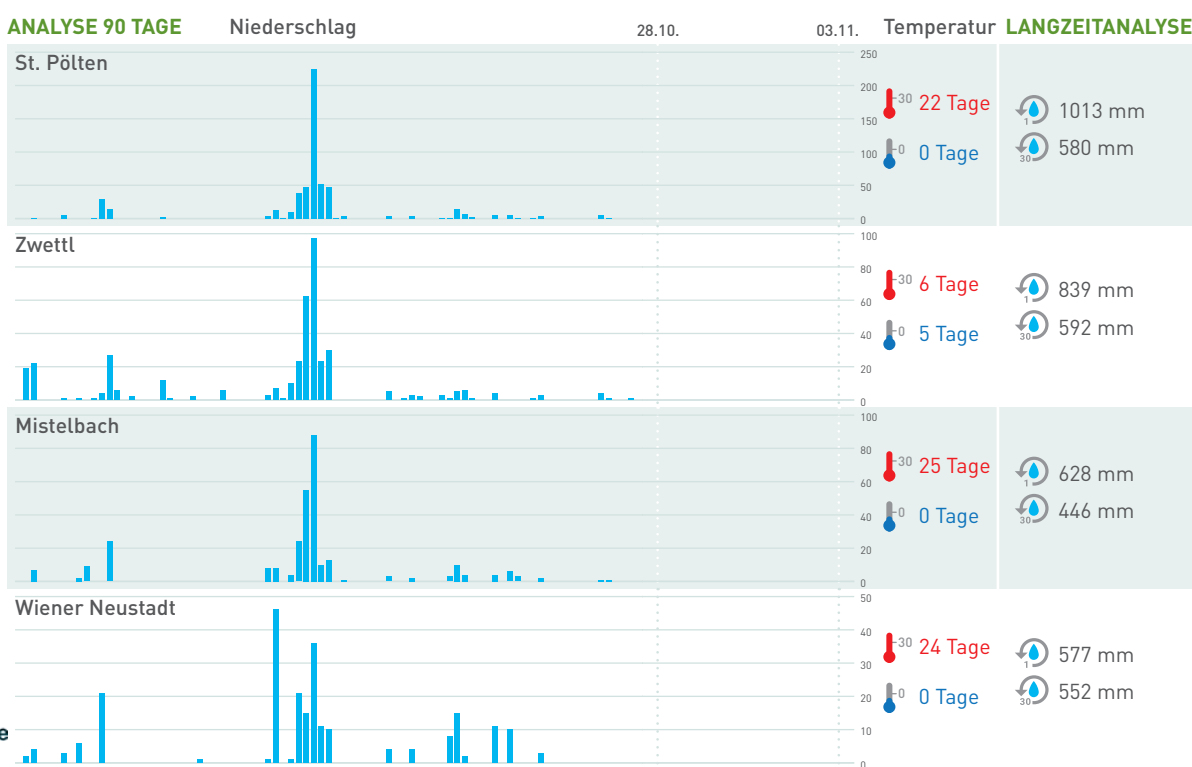 ANALYSE 90 TAGE Niederschlag 28.10. 03.11. Temperatur LANGZEITANALYSE
St. Pölten
250
200
150
100
50
0
30 22 Tage
0 0 Tage
1 1013 mm
30 580 mm
Zwettl
100
80
60
40
20
0
30 6 Tage
0 5 Tage
1 839 mm
30 592 mm
Mistelbach
100
80
60
40
20
0
30 25 Tage
0 0 Tage
1 628 mm
30 446 mm
Wiener Neustadt
50
40
30
20
10
0
30 24 Tage
0 0 Tage
1 577 mm
30 552 mm
e